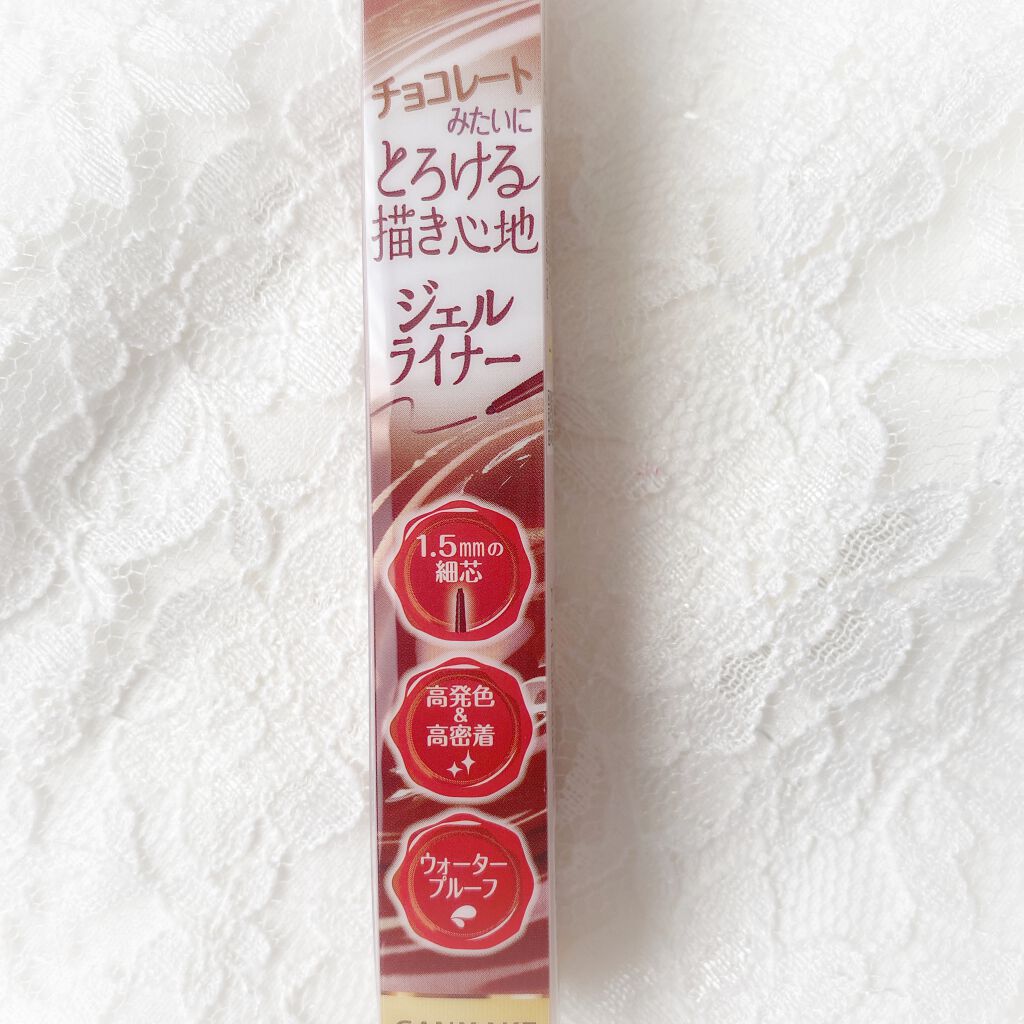 チョコレート
みたいに
とろける
描き心地
ジェル
ライナー
1.5mmの
細芯
高発色
&
高密着
ウォーター
プルーフ
CANMAKE